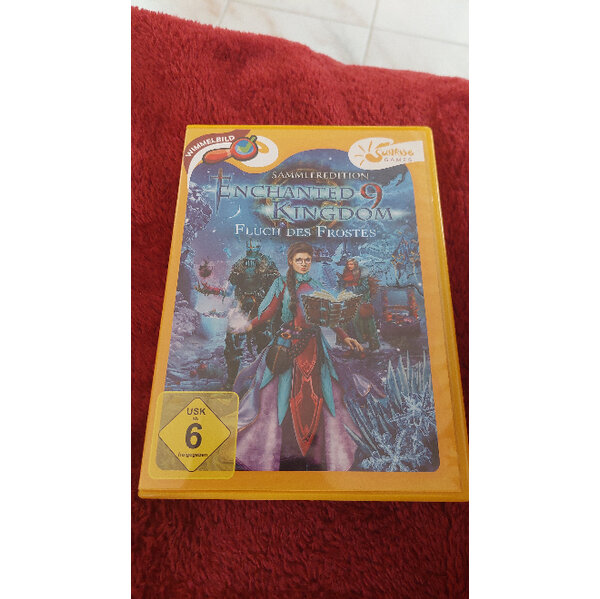 WIMMELBILD
Sunrise
GAMES
SAMMLEREDITION
ENCHANTED 9
KINGDOM
FLUCH DES FROSTES
USK
ab
6
freigegeben